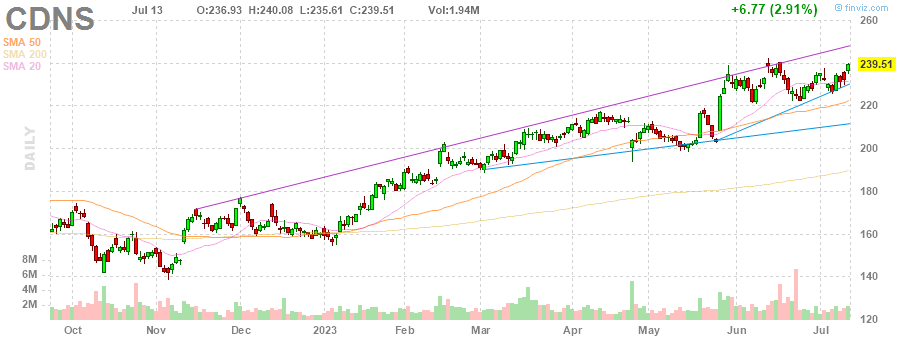 CDNS
Jul 13 O:236.93 H:240.08 L:235.61 C:239.51 Vol:1.94M +6.77 (2.91%)
© finviz.com
SMA 50
SMA 200
SMA 20
DAILY
260
239.51
220
200
180
160
140
120
8M
6M
4M
2M
Oct Nov Dec 2023 Feb Mar Apr May Jun Jul